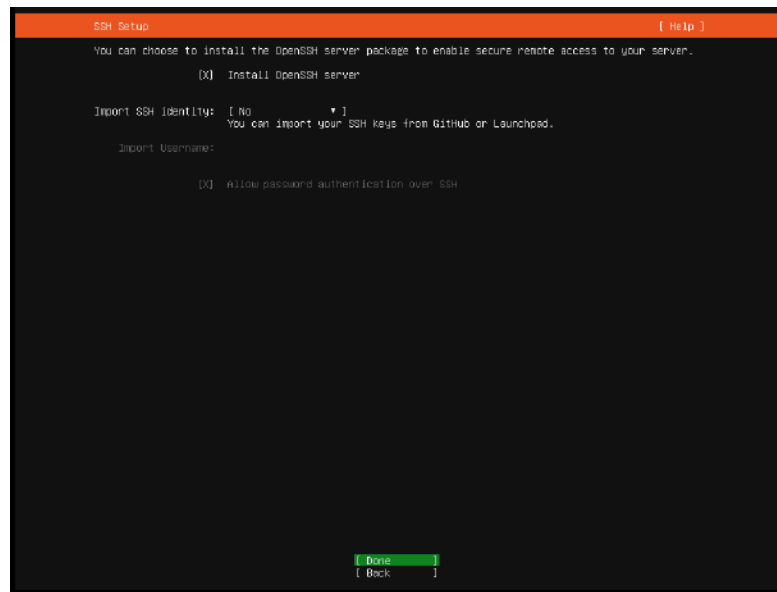 SSH Setup [ Help ]
You can choose to install the OpenSSH server package to enable secure remote access to your server.
[X] Install OpenSSH server
Import SSH identity: [ No ▾ ]
You can import your SSH keys from GitHub or Launchpad.
Import Username:
[X] Allow password authentication over SSH
[ Done ]
[ Back ]